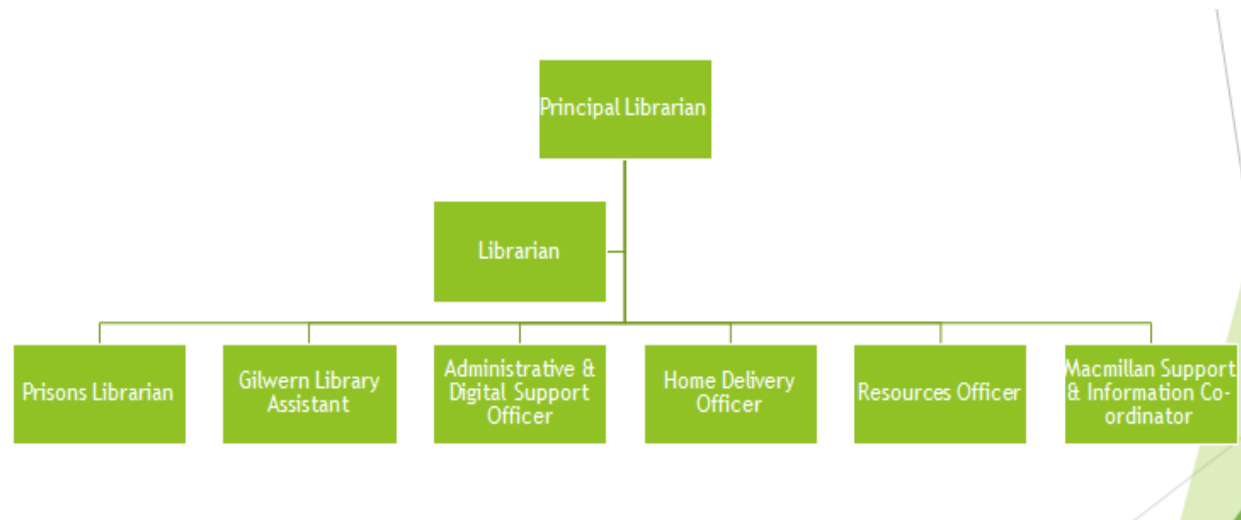 Principal Librarian
Librarian
Prisons Librarian
Gilwern Library
Assistant
Administrative &
Digital Support
Officer
Home Delivery
Officer
Resources Officer
Macmillan Support
& Information Co-
ordinator